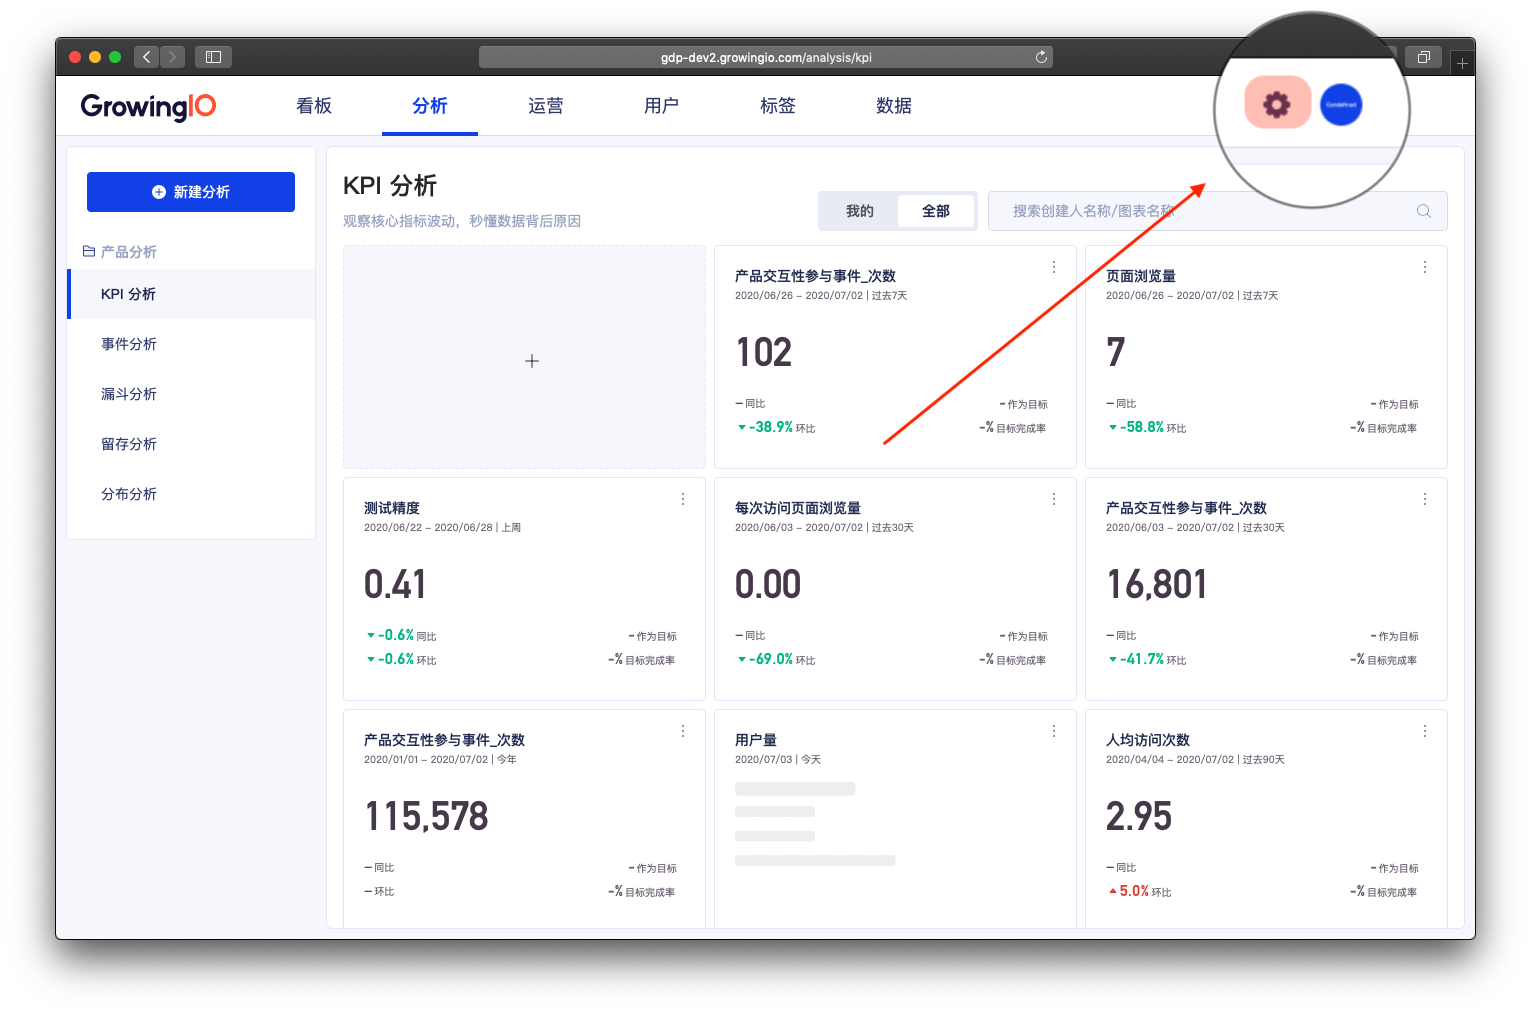 gdp-dev2.growingio.com/analysis/kpi
GrowingIO
看板
分析
运营
用户
标签
数据
新建分析
产品分析
KPI 分析
事件分析
漏斗分析
留存分析
分布分析
KPI 分析
观察核心指标波动，秒懂数据背后原因
我的
全部
搜索创建人名称/图表名称
产品交互性参与事件_次数
2020/06/26 - 2020/07/02 | 过去7天
102
- 同比
- 作为目标
-38.9% 环比
-% 目标完成率
页面浏览量
2020/06/26 - 2020/07/02 | 过去7天
7
- 同比
- 作为目标
-58.8% 环比
-% 目标完成率
测试精度
2020/06/22 - 2020/06/28 | 上周
0.41
-0.6% 同比
- 作为目标
-0.6% 环比
-% 目标完成率
每次访问页面浏览量
2020/06/03 - 2020/07/02 | 过去30天
0.00
- 同比
- 作为目标
-69.0% 环比
-% 目标完成率
产品交互性参与事件_次数
2020/06/03 - 2020/07/02 | 过去30天
16,801
- 同比
- 作为目标
-41.7% 环比
-% 目标完成率
产品交互性参与事件_次数
2020/01/01 - 2020/07/02 | 今年
115,578
- 同比
- 作为目标
- 环比
-% 目标完成率
用户量
2020/07/03 | 今天
人均访问次数
2020/04/04 - 2020/07/02 | 过去90天
2.95
- 同比
- 作为目标
5.0% 环比
-% 目标完成率